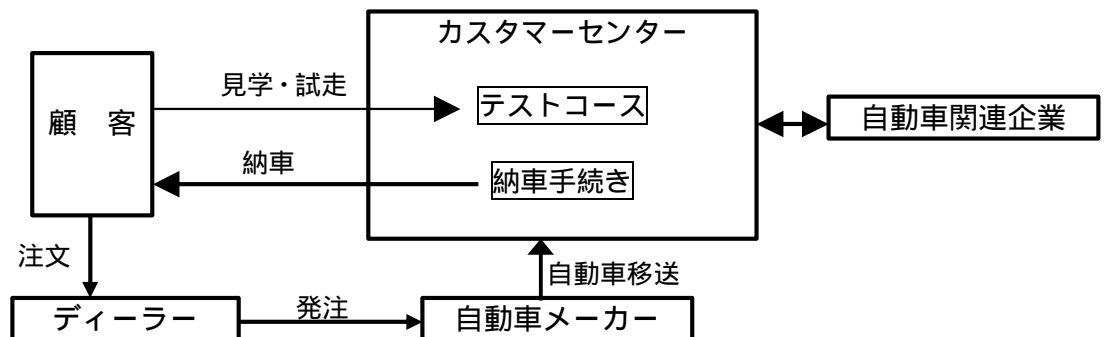 カスタマーセンター
見学・試走
テストコース
顧　客
自動車関連企業
納車
納車手続き
注文
自動車移送
ディーラー
発注
自動車メーカー